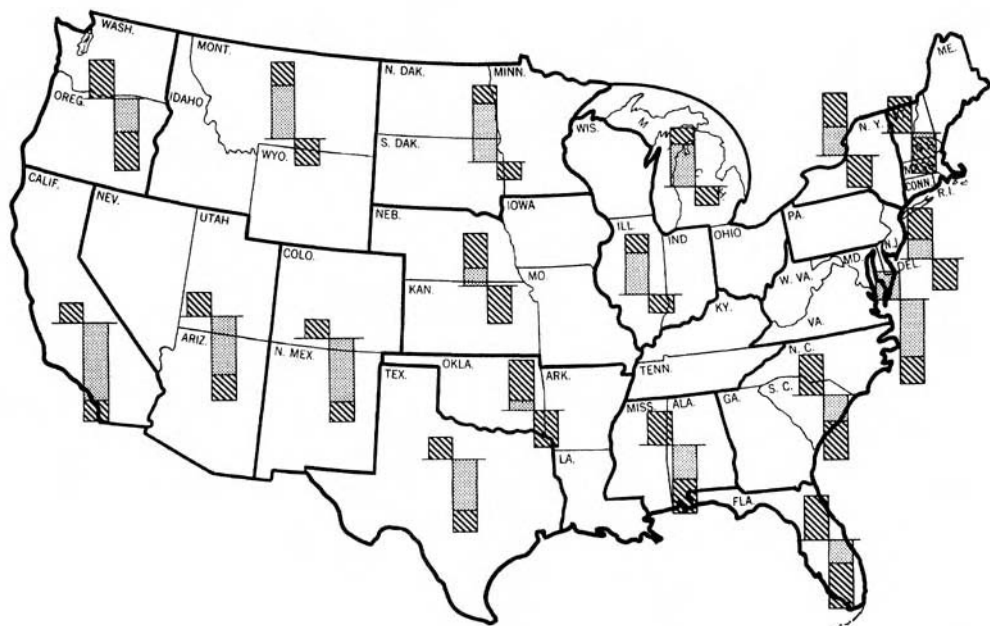 WASH.
MONT.
N. DAK.
MINN.
ME.
OREG.
IDAHO
WIS.
N. Y.
S. DAK.
WYO.
CONN.
R.I.
CALIF.
NEV.
UTAH
NEB.
IOWA
PA.
ILL.
IND
OHIO
N.J.
COLO.
MO.
MD.
DEL.
W. VA.
KAN.
KY.
VA.
ARIZ.
N. MEX.
OKLA.
TENN.
N. C.
TEX.
ARK.
S. C.
MISS.
ALA.
GA.
LA.
FLA.